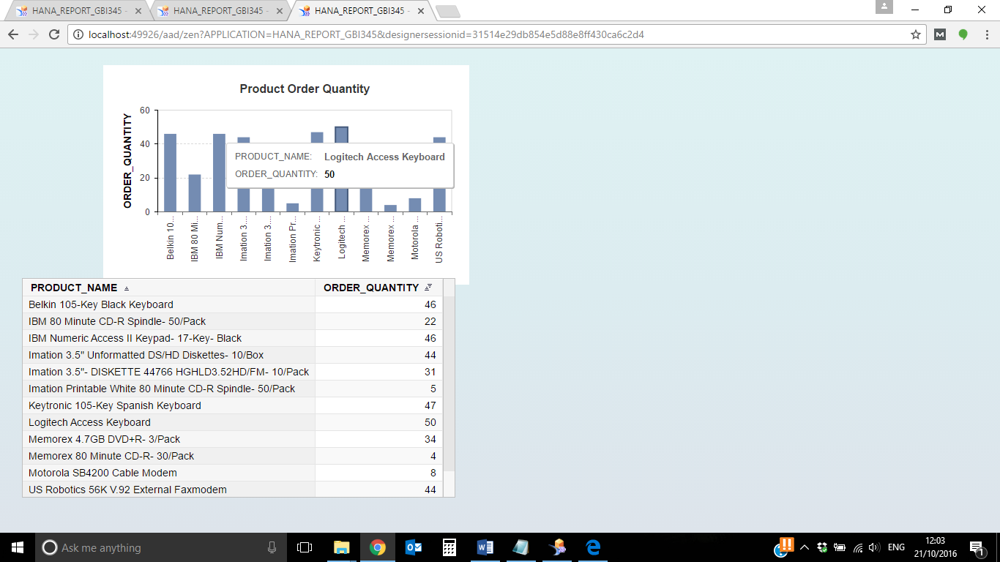 HANA_REPORT_GBI345 - HANA_REPORT_GBI345 - HANA_REPORT_GBI345 -
localhost:49926/aad/zen?APPLICATION=HANA_REPORT_GBI345&designersessionid=31514e29db854e5d88e8ff430ca6c2d4
Product Order Quantity
ORDER_QUANTITY
60
40
20
0
PRODUCT_NAME: Logitech Access Keyboard
ORDER_QUANTITY: 50
Belkin 10... IBM 80 Mi... IBM Num... Imation 3.... Imation 3.... Imation Pr... Keytronic ... Logitech ... Memorex ... Memorex ... Motorola ... US Roboti...
PRODUCT_NAME ORDER_QUANTITY
Belkin 105-Key Black Keyboard 46
IBM 80 Minute CD-R Spindle- 50/Pack 22
IBM Numeric Access II Keypad- 17-Key- Black 46
Imation 3.5" Unformatted DS/HD Diskettes- 10/Box 44
Imation 3.5"- DISKETTE 44766 HGHLD3.52HD/FM- 10/Pack 31
Imation Printable White 80 Minute CD-R Spindle- 50/Pack 5
Keytronic 105-Key Spanish Keyboard 47
Logitech Access Keyboard 50
Memorex 4.7GB DVD+R- 3/Pack 34
Memorex 80 Minute CD-R- 30/Pack 4
Motorola SB4200 Cable Modem 8
US Robotics 56K V.92 External Faxmodem 44
Ask me anything
ENG
12:03
21/10/2016
1